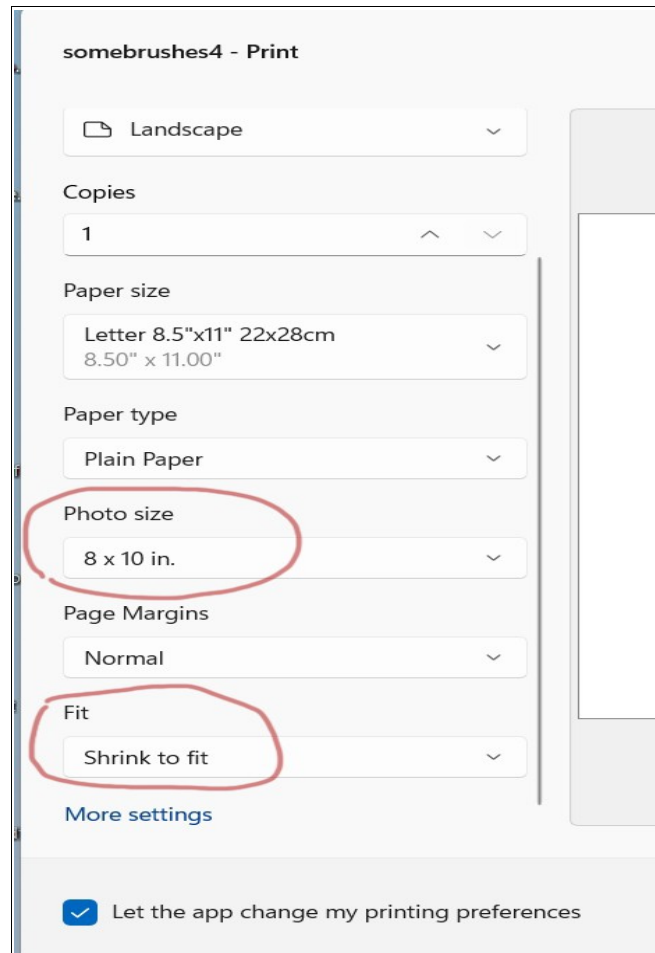 somebrushes4 - Print
Landscape
Copies
1
Paper size
Letter 8.5"x11" 22x28cm
8.50" x 11.00"
Paper type
Plain Paper
Photo size
8 x 10 in.
Page Margins
Normal
Fit
Shrink to fit
More settings
Let the app change my printing preferences